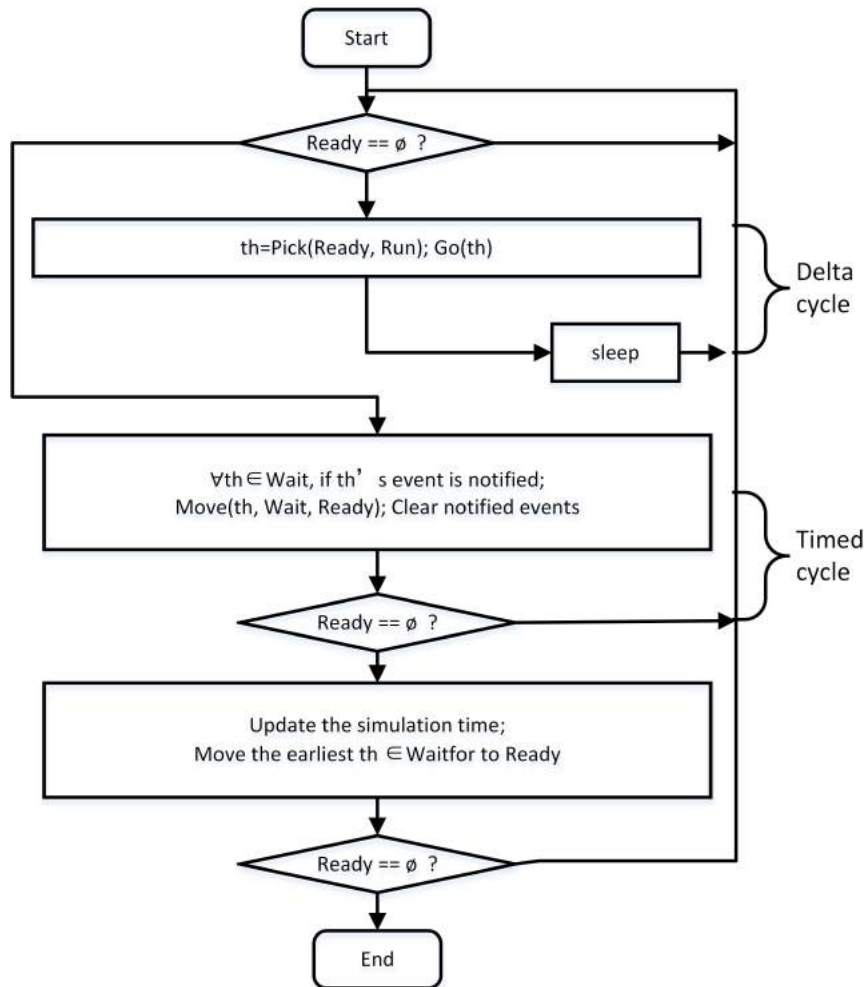 Start
Ready == ø ?
th=Pick(Ready, Run); Go(th)
Delta
cycle
sleep
∀th∈Wait, if th’s event is notified;
Move(th, Wait, Ready); Clear notified events
Timed
cycle
Ready == ø ?
Update the simulation time;
Move the earliest th ∈Waitfor to Ready
Ready == ø ?
End